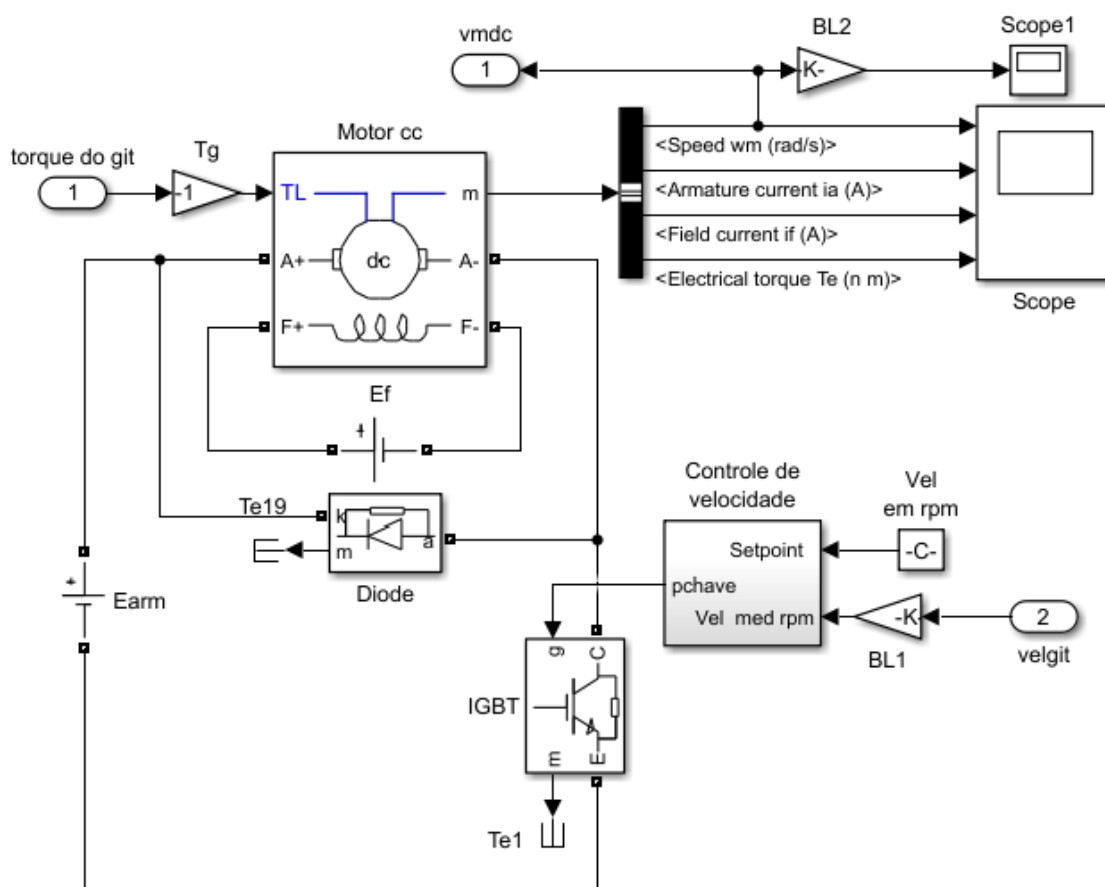 vmdc
1
BL2
-K-
Scope1
Motor cc
torque do git
1
Tg
-1
TL
m
dc
A+
A-
F+
F-
<Speed wm (rad/s)>
<Armature current ia (A)>
<Field current if (A)>
<Electrical torque Te (n m)>
Scope
Ef
+
Te19
k
m
a
Diode
+
Earm
Controle de
velocidade
Setpoint
pchave
Vel med rpm
Vel
em rpm
-C-
-K-
BL1
2
velgit
g
C
IGBT
m
E
Te1